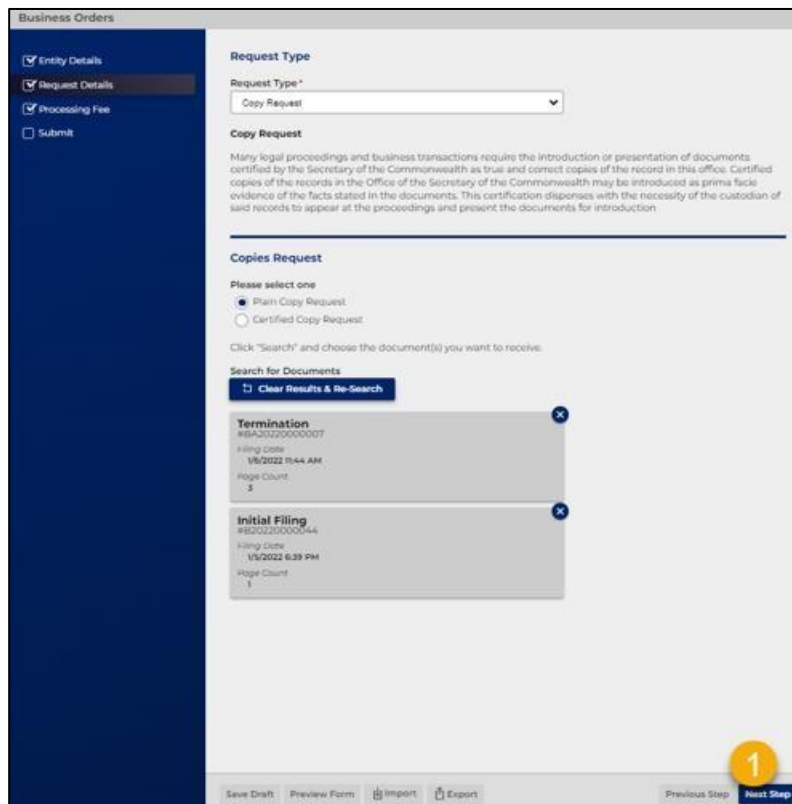 Business Orders
Entity Details
Request Details
Processing Fee
Submit
Request Type
Request Type*
Copy Request
Copy Request
Many legal proceedings and business transactions require the introduction or presentation of documents
certified by the Secretary of the Commonwealth as true and correct copies of the record in this office. Certified
copies of the records in the Office of the Secretary of the Commonwealth may be introduced as prima facie
evidence of the facts stated in the documents. This certification dispenses with the necessity of the custodian of
said records to appear at the proceedings and present the documents for introduction
Copies Request
Please select one
Plain Copy Request
Certified Copy Request
Click "Search" and choose the document(s) you want to receive.
Search for Documents
Clear Results & Re-Search
Termination
#BA20220000007
Filing Date
1/6/2022 11:44 AM
Page Count
3
Initial Filing
#B20220000044
Filing Date
1/5/2022 6:39 PM
Page Count
1
1
Save Draft Preview Form Import Export Previous Step Next Step